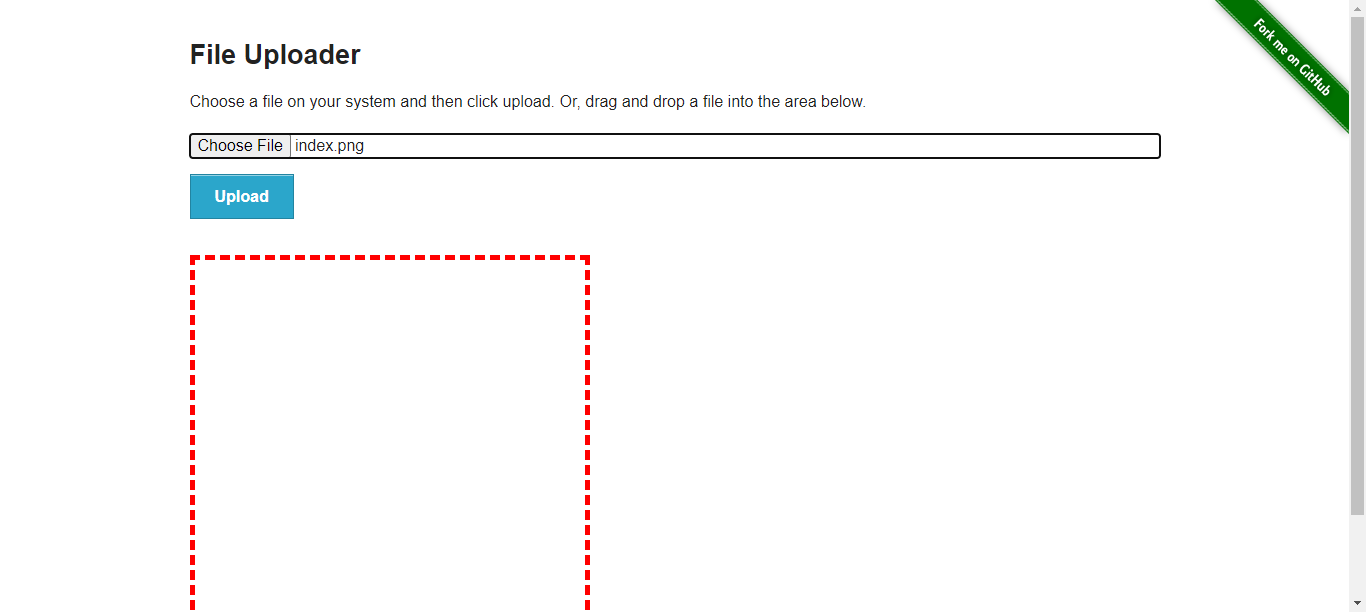 File Uploader
Fork me on GitHub
Choose a file on your system and then click upload. Or, drag and drop a file into the area below.
Choose File index.png
Upload